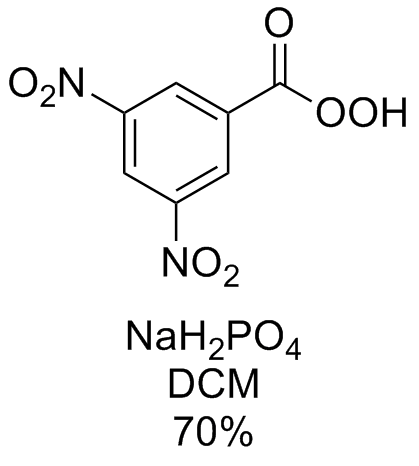 O
O₂N
OOH
NO₂
NaH₂PO₄
DCM
70%